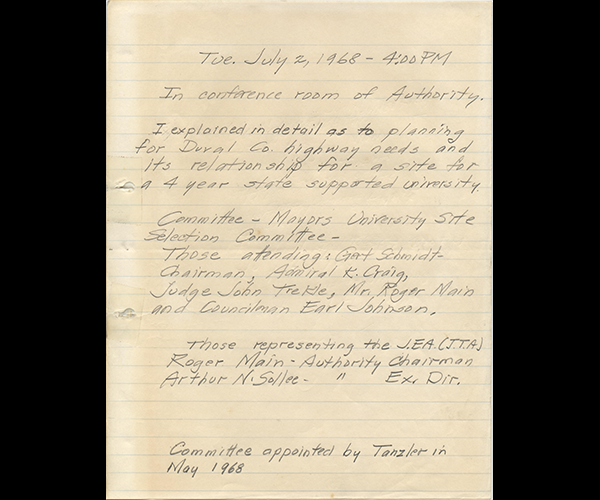 Tue. July 2, 1968 - 4:00 PM
In conference room of Authority.
I explained in detail as to planning
for Duval Co. highway needs and
its relationship for a site for
a 4 year state supported university.
Committee - Mayors University Site
Selection Committee -
Those attending: Gert Schmidt -
Chairman, Admiral K. Craig,
Judge John Trekle, Mr. Roger Main
and Councilman Earl Johnson.
Those representing the J.E.A. (J.T.A)
Roger Main - Authority Chairman
Arthur N. Sollee - " Ex. Dir.
Committee appointed by Tanzler in
May 1968